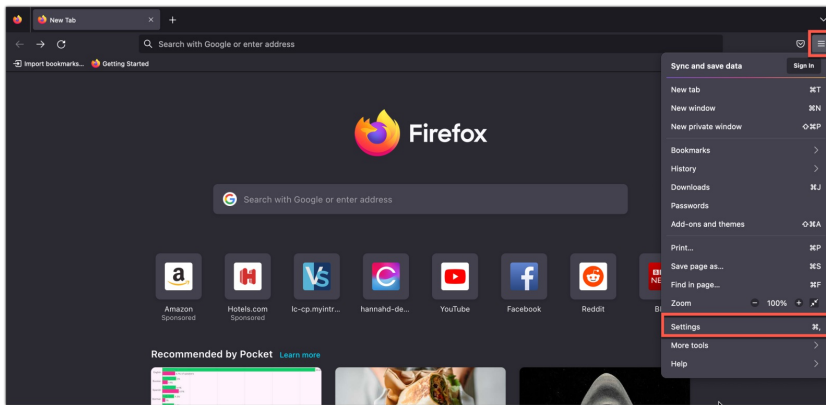 New Tab
Search with Google or enter address
Import bookmarks... Getting Started
Firefox
Search with Google or enter address
Amazon
Sponsored
Hotels.com
Sponsored
lc-cp.myintr...
hannahd-de...
YouTube
Facebook
Reddit
Recommended by Pocket Learn more
Sync and save data Sign In
New tab ⌘T
New window ⌘N
New private window ⇧⌘P
Bookmarks
History
Downloads ⌘J
Passwords
Add-ons and themes ⇧⌘A
Print... ⌘P
Save page as... ⌘S
Find in page... ⌘F
Zoom − 100% +
Settings ⌘,
More tools
Help